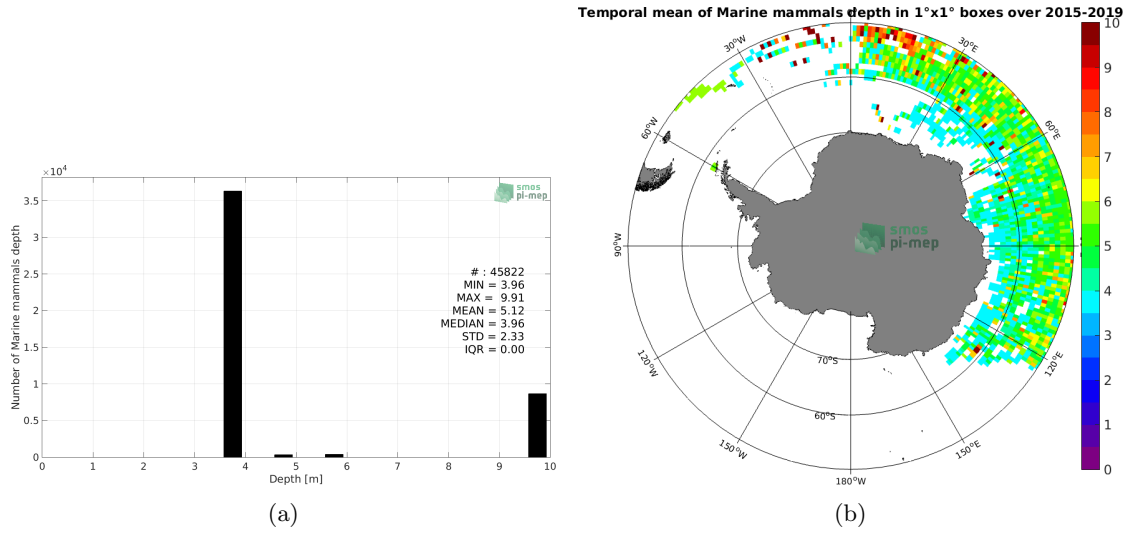 Temporal mean of Marine mammals depth in 1°x1° boxes over 2015-2019
×10⁴
3.5
3
2.5
2
1.5
1
0.5
0
Number of Marine mammals depth
smos
pi-mep
# : 45822
MIN = 3.96
MAX = 9.91
MEAN = 5.12
MEDIAN = 3.96
STD = 2.33
IQR = 0.00
0 1 2 3 4 5 6 7 8 9 10
Depth [m]
(a)
30°W
30°E
60°W
60°E
90°W
120°W
120°E
150°W
150°E
180°W
70°S
60°S
smos
pi-mep
10
9
8
7
6
5
4
3
2
1
0
(b)